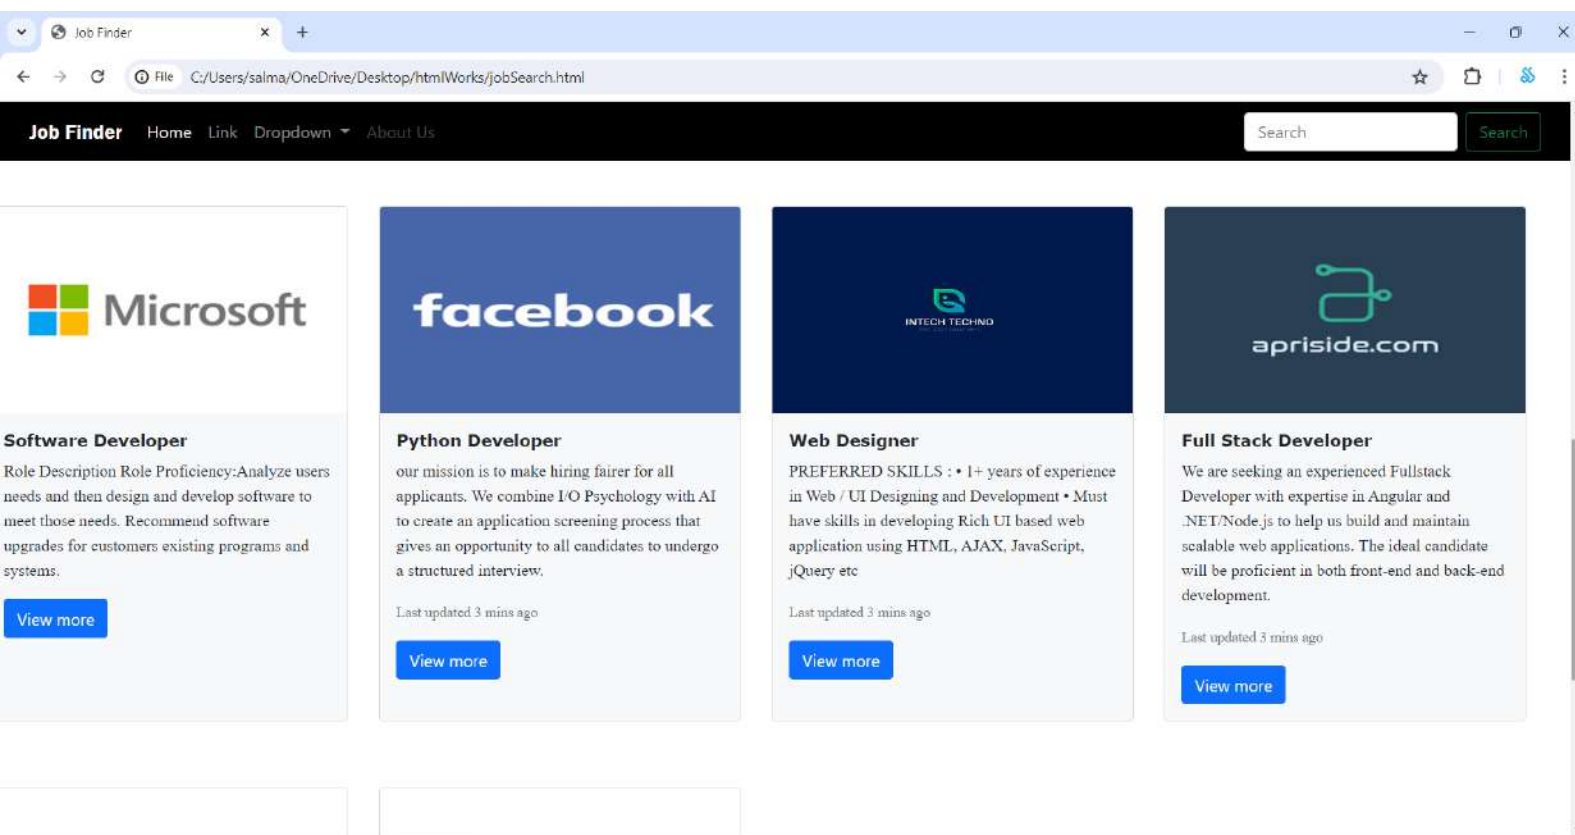 Job Finder
File C:/Users/salma/OneDrive/Desktop/htmlWorks/jobSearch.html
Job Finder Home Link Dropdown About Us Search Search
Microsoft
facebook
INTECH TECHNO
apriside.com
Software Developer
Role Description Role Proficiency:Analyze users
needs and then design and develop software to
meet those needs. Recommend software
upgrades for customers existing programs and
systems.
View more
Python Developer
our mission is to make hiring fairer for all
applicants. We combine I/O Psychology with AI
to create an application screening process that
gives an opportunity to all candidates to undergo
a structured interview.
Last updated 3 mins ago
View more
Web Designer
PREFERRED SKILLS : • 1+ years of experience
in Web / UI Designing and Development • Must
have skills in developing Rich UI based web
application using HTML, AJAX, JavaScript,
jQuery etc
Last updated 3 mins ago
View more
Full Stack Developer
We are seeking an experienced Fullstack
Developer with expertise in Angular and
.NET/Node.js to help us build and maintain
scalable web applications. The ideal candidate
will be proficient in both front-end and back-end
development.
Last updated 3 mins ago
View more